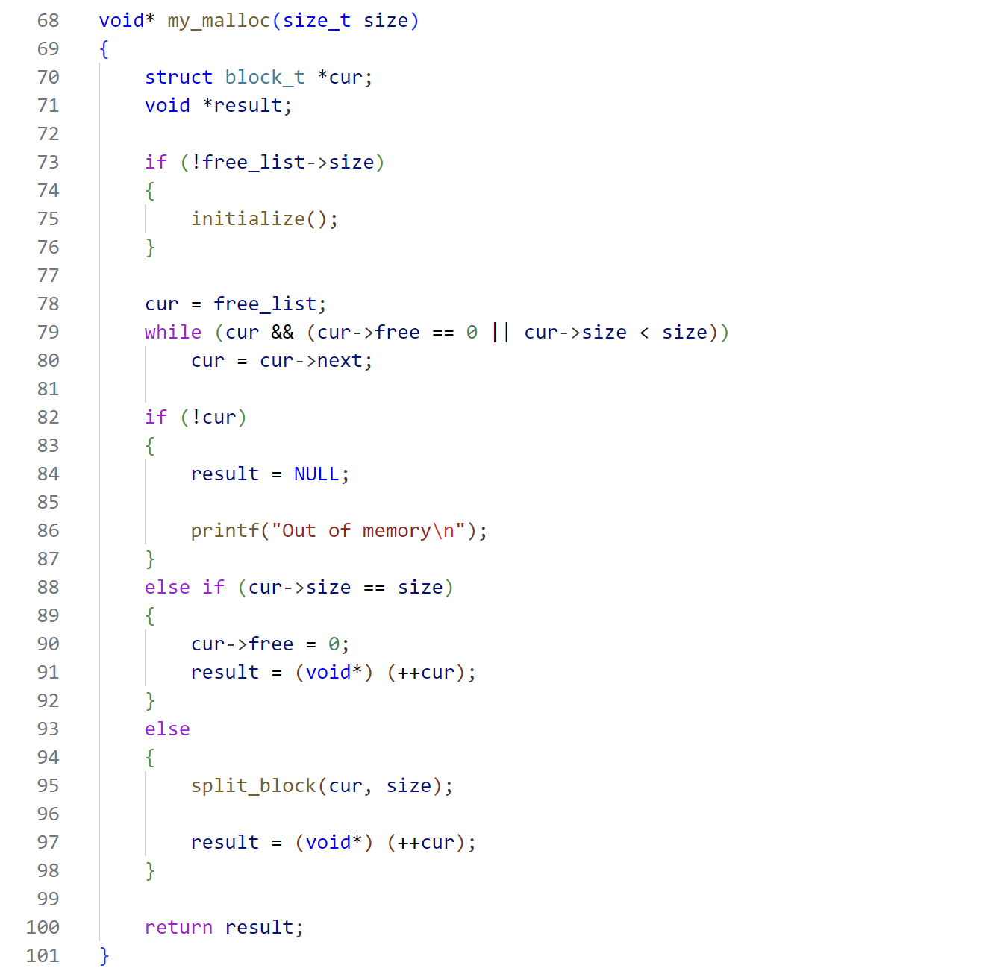 68 void* my_malloc(size_t size)
69 {
70     struct block_t *cur;
71     void *result;
72
73     if (!free_list->size)
74     {
75         initialize();
76     }
77
78     cur = free_list;
79     while (cur && (cur->free == 0 || cur->size < size))
80         cur = cur->next;
81
82     if (!cur)
83     {
84         result = NULL;
85
86         printf("Out of memory\n");
87     }
88     else if (cur->size == size)
89     {
90         cur->free = 0;
91         result = (void*) (++cur);
92     }
93     else
94     {
95         split_block(cur, size);
96
97         result = (void*) (++cur);
98     }
99
100     return result;
101 }